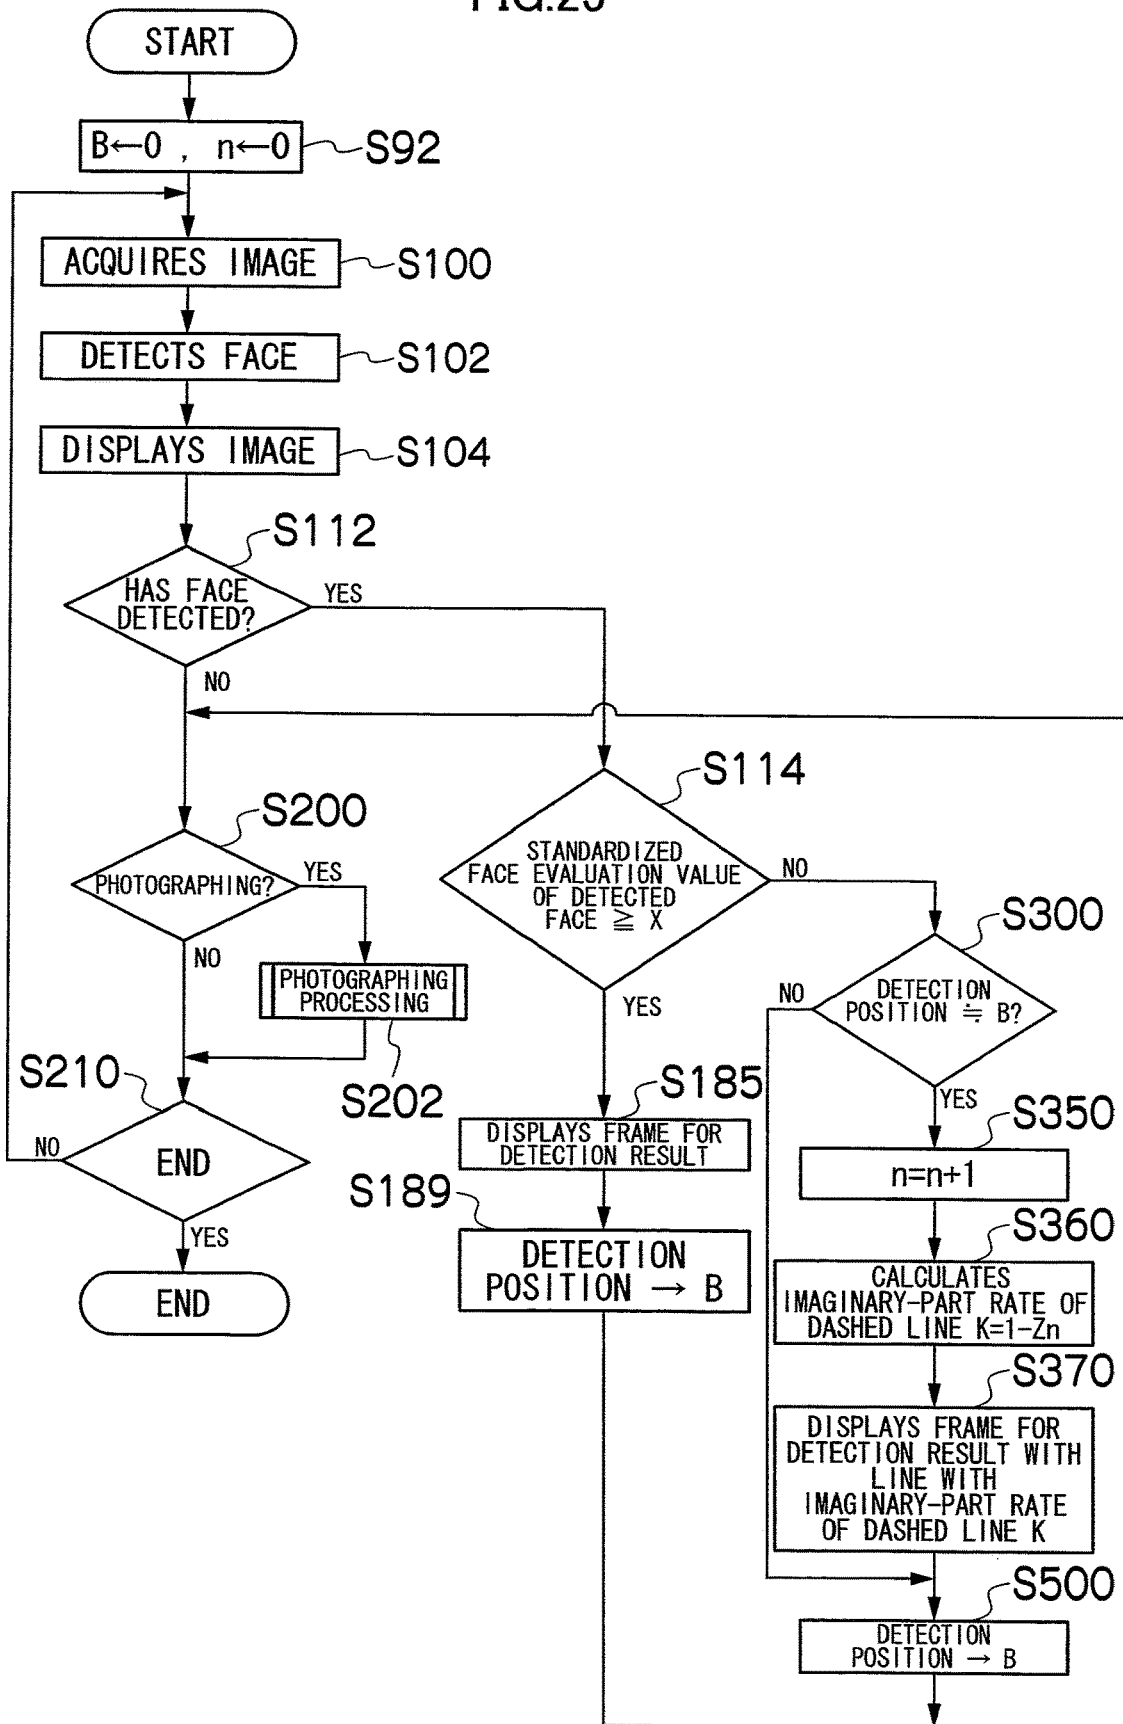 START
B←0 , n←0
S92
ACQUIRES IMAGE
S100
DETECTS FACE
S102
DISPLAYS IMAGE
S104
S112
HAS FACE
DETECTED?
YES
NO
S114
STANDARDIZED
FACE EVALUATION VALUE
OF DETECTED
FACE ≧ X
NO
YES
S200
PHOTOGRAPHING?
YES
NO
PHOTOGRAPHING
PROCESSING
S202
S210
END
NO
YES
END
S185
DISPLAYS FRAME FOR
DETECTION RESULT
S189
DETECTION
POSITION → B
S300
DETECTION
POSITION ≒ B?
NO
YES
S350
n=n+1
S360
CALCULATES
IMAGINARY-PART RATE OF
DASHED LINE K=1-Zn
S370
DISPLAYS FRAME FOR
DETECTION RESULT WITH
LINE WITH
IMAGINARY-PART RATE
OF DASHED LINE K
S500
DETECTION
POSITION → B